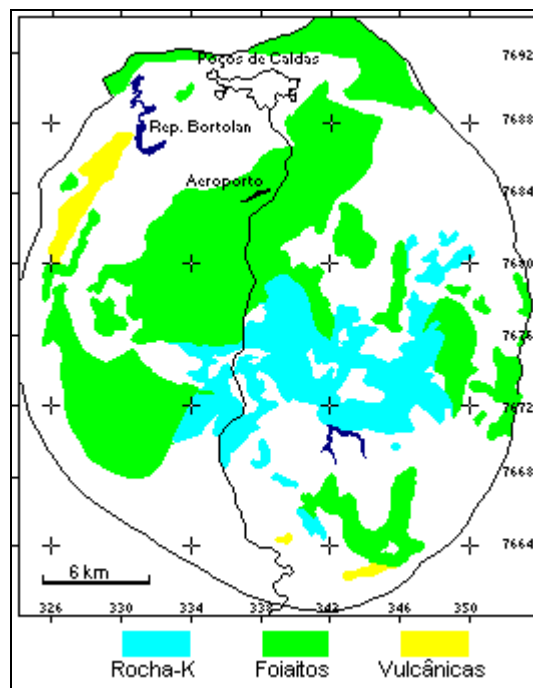 7692
Poços de Caldas
7688
Rep. Bortolan
7684
Aeroporto
7680
7676
7672
7668
7664
6 km
326 330 334 338 342 346 350
Rocha-K Foiaitos Vulcânicas